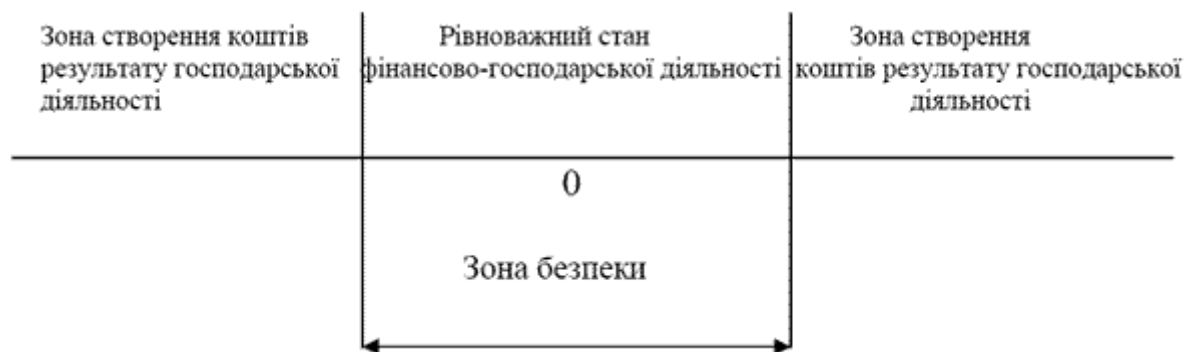 Зона створення коштів
результату господарської
діяльності
Рівноважний стан
фінансово-господарської діяльності
Зона створення
коштів результату господарської
діяльності
0
Зона безпеки